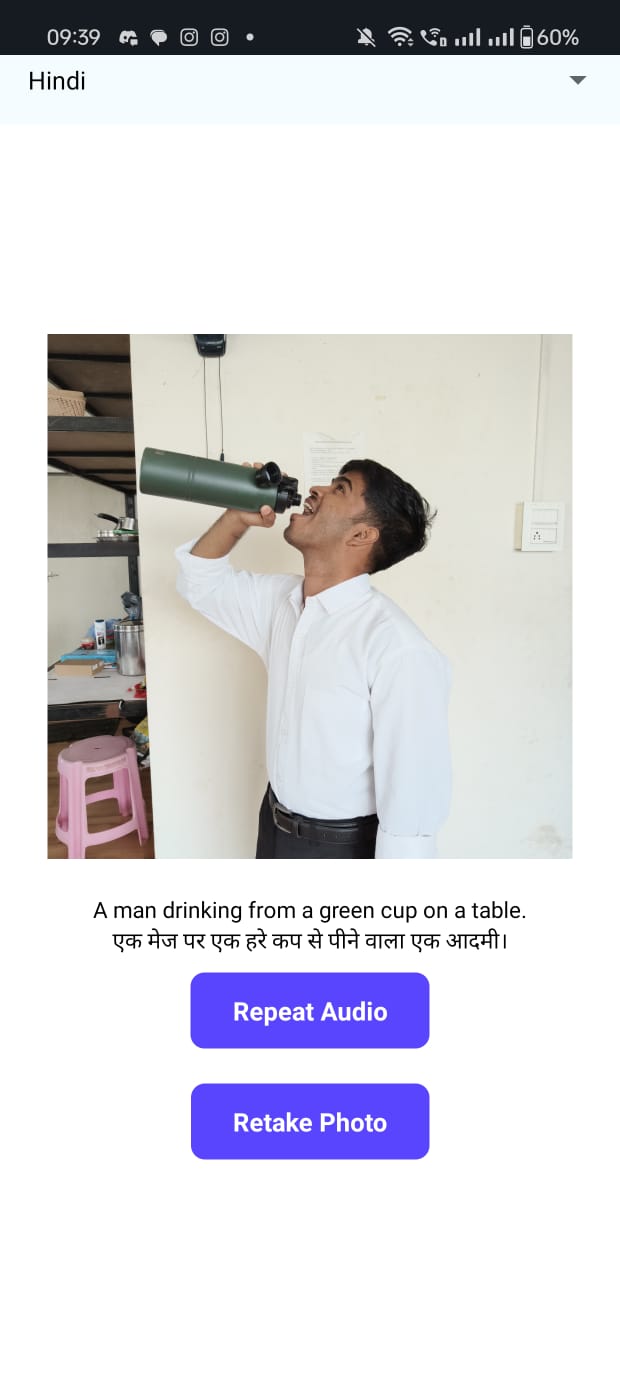 09:39
60%
Hindi
A man drinking from a green cup on a table.
एक मेज पर एक हरे कप से पीने वाला एक आदमी।
Repeat Audio
Retake Photo